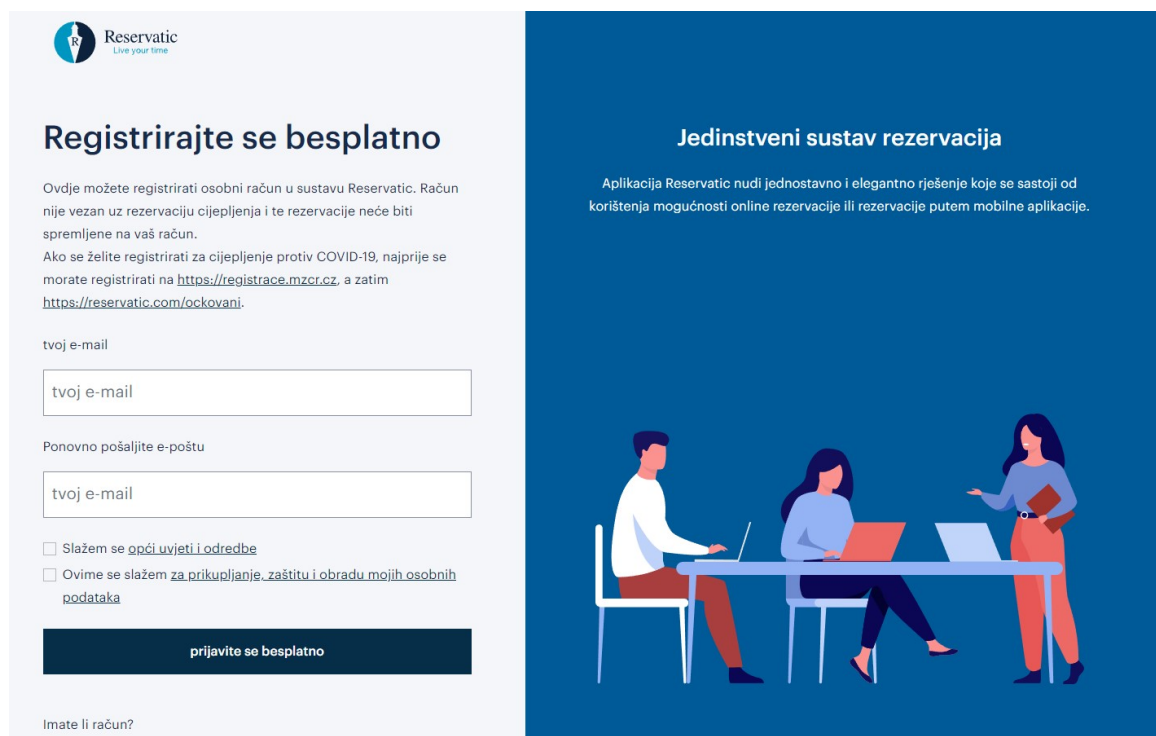 R
Reservatic
Live your time
Registrirajte se besplatno
Ovdje možete registrirati osobni račun u sustavu Reservatic. Račun
nije vezan uz rezervaciju cijepljenja i te rezervacije neće biti
spremljene na vaš račun.
Ako se želite registrirati za cijepljenje protiv COVID-19, najprije se
morate registrirati na https://registrace.mzcr.cz, a zatim
https://reservatic.com/ockovani.
tvoj e-mail
tvoj e-mail
Ponovno pošaljite e-poštu
tvoj e-mail
Slažem se opći uvjeti i odredbe
Ovime se slažem za prikupljanje, zaštitu i obradu mojih osobnih
podataka
prijavite se besplatno
Imate li račun?
Jedinstveni sustav rezervacija
Aplikacija Reservatic nudi jednostavno i elegantno rješenje koje se sastoji od
korištenja mogućnosti online rezervacije ili rezervacije putem mobilne aplikacije.